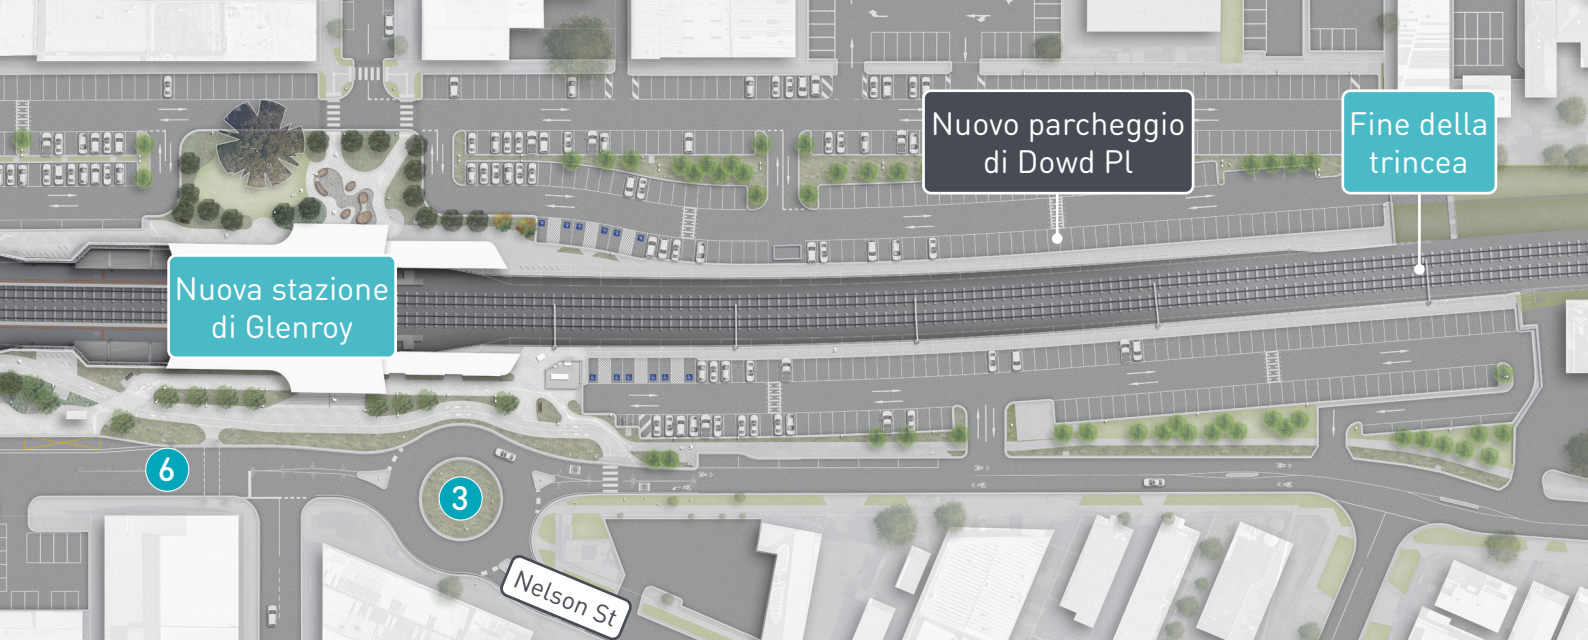 Nuovo parcheggio
di Dowd Pl
Fine della
trincea
Nuova stazione
di Glenroy
6
3
Nelson St